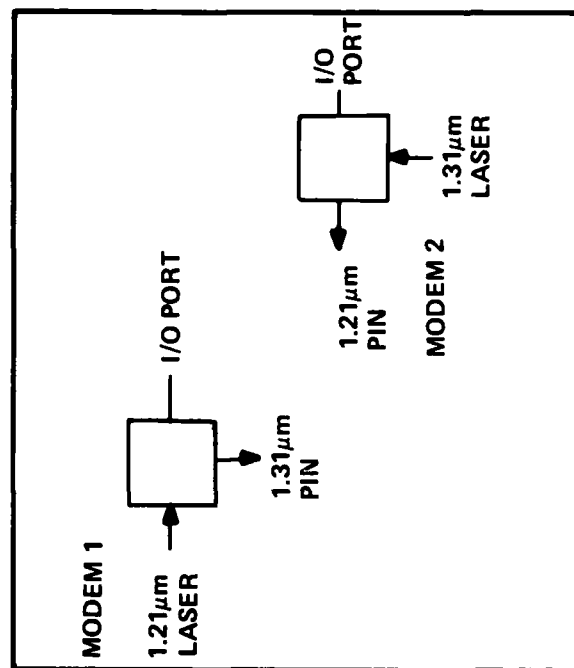 MODEM 1
1.21μm
LASER
I/O PORT
1.31μm
PIN
I/O
PORT
1.21μm
PIN
1.31μm
LASER
MODEM 2